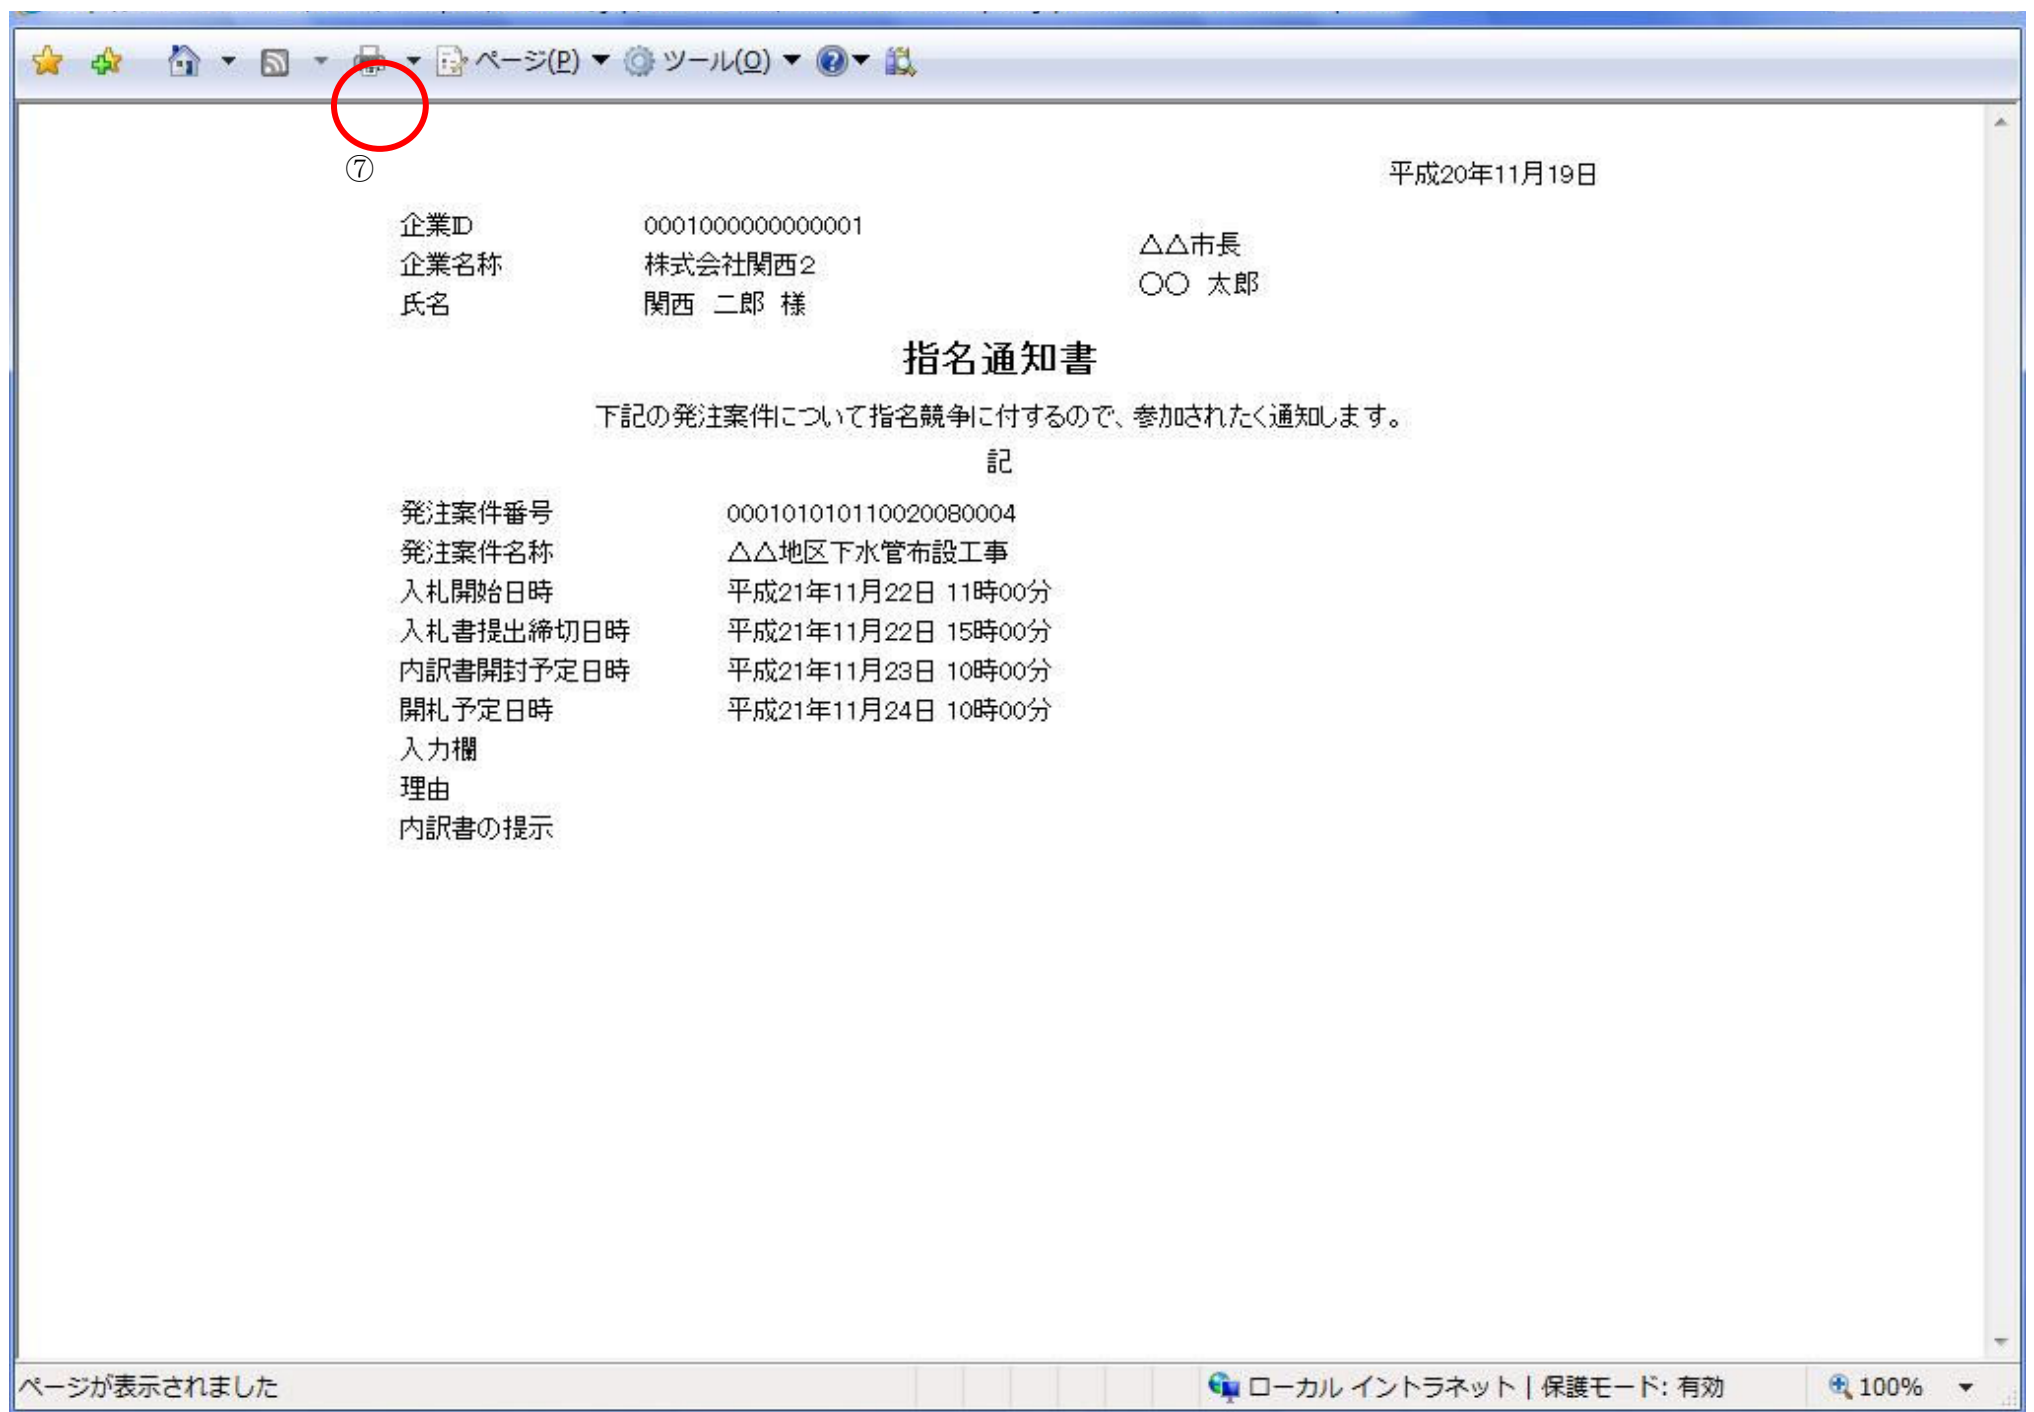 ページ(P) ツール(O)
⑦
平成20年11月19日
企業ID 0001000000000001
企業名称 株式会社関西2
氏名 関西 二郎 様
△△市長
〇〇 太郎
指名通知書
下記の発注案件について指名競争に付するので、参加されたく通知します。
記
発注案件番号 000101010110020080004
発注案件名称 △△地区下水管布設工事
入札開始日時 平成21年11月22日 11時00分
入札書提出締切日時 平成21年11月22日 15時00分
内訳書開封予定日時 平成21年11月23日 10時00分
開札予定日時 平成21年11月24日 10時00分
入力欄
理由
内訳書の提示
ページが表示されました ローカル イントラネット | 保護モード: 有効 100%